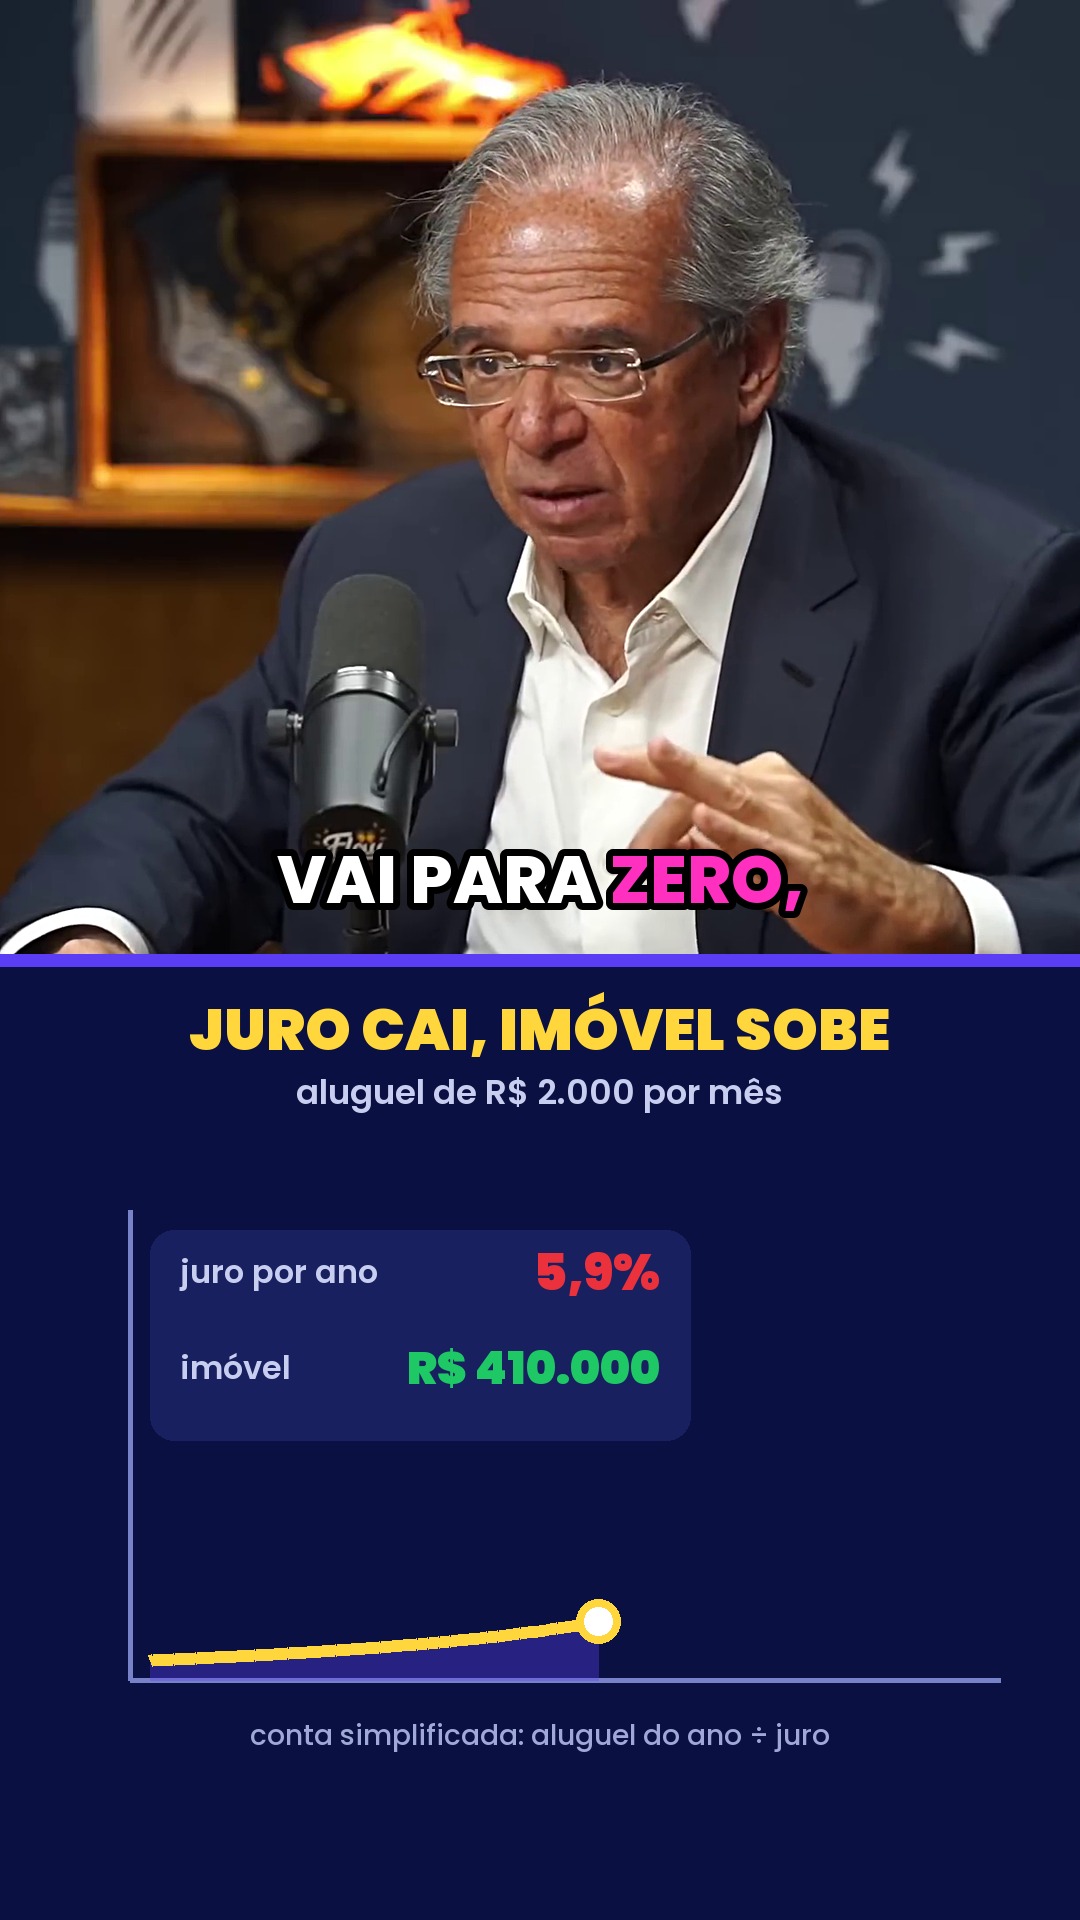 Flow
VAI PARA ZERO,
JURO CAI, IMÓVEL SOBE
aluguel de R$ 2.000 por mês
juro por ano 5,9%
imóvel R$ 410.000
conta simplificada: aluguel do ano ÷ juro